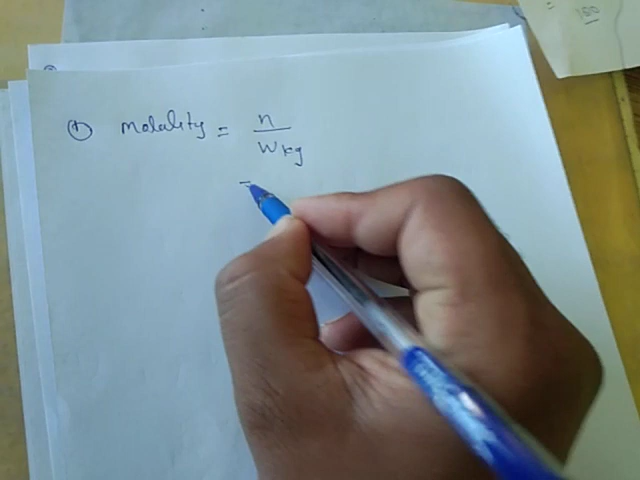 ① Molality = n / W kg
=